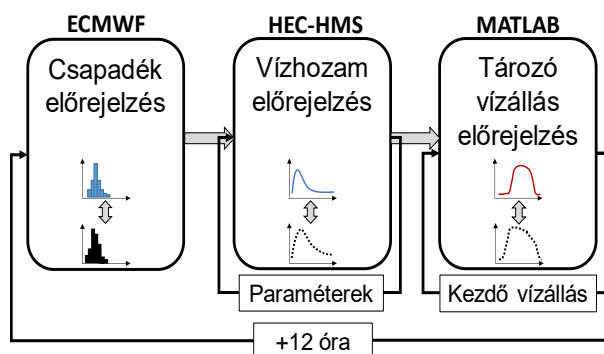 ECMWF
Csapadék
előrejelzés
HEC-HMS
Vízhozam
előrejelzés
MATLAB
Tározó
vízállás
előrejelzés
Paraméterek
Kezdő vízállás
+12 óra